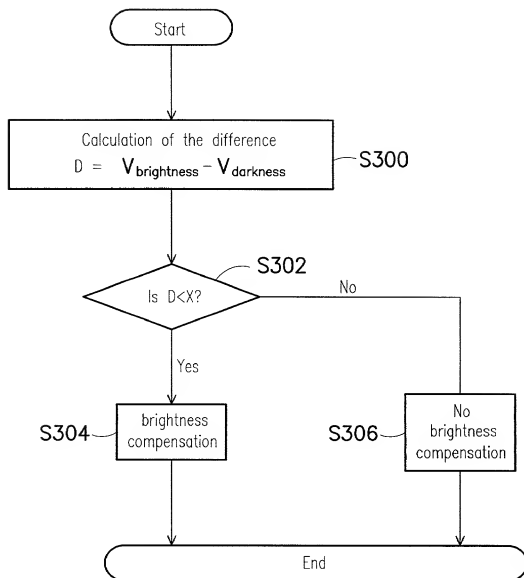 Start
Calculation of the difference
D = Vbrightness - Vdarkness
S300
S302
Is D<X?
No
Yes
S304
brightness
compensation
S306
No
brightness
compensation
End